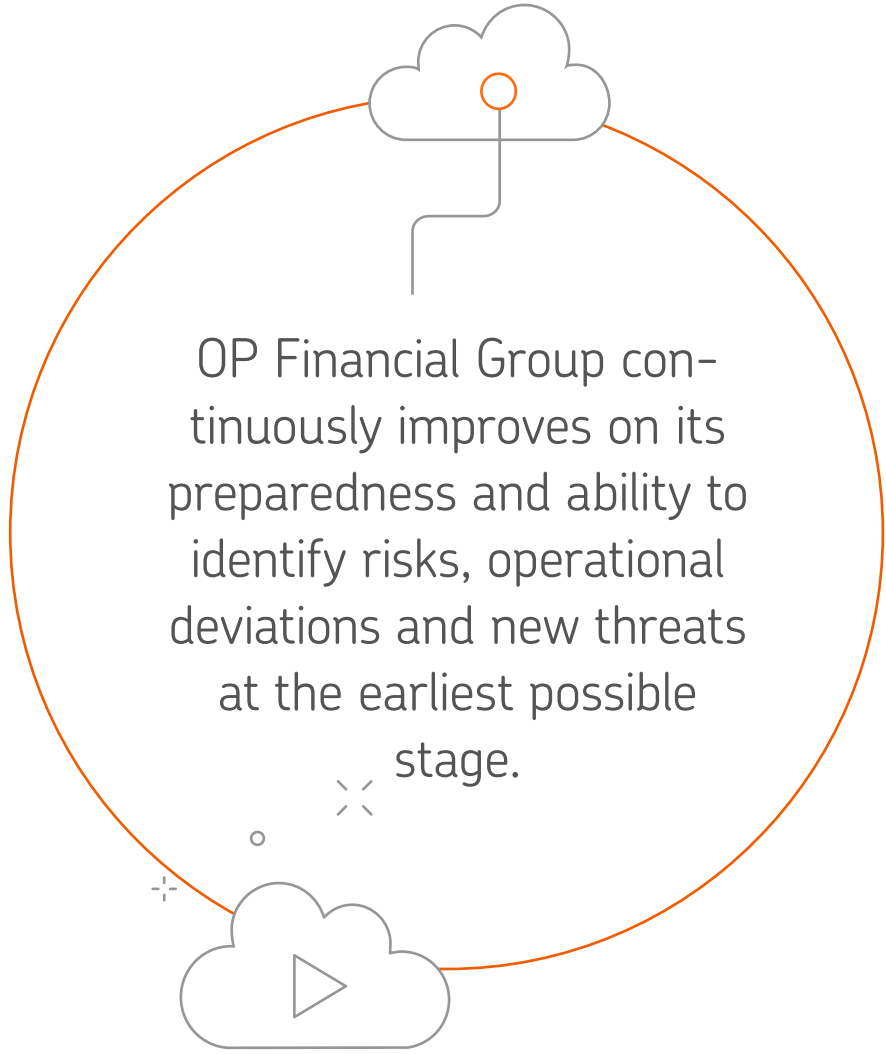 OP Financial Group con-
tinuously improves on its
preparedness and ability to
identify risks, operational
deviations and new threats
at the earliest possible
stage.